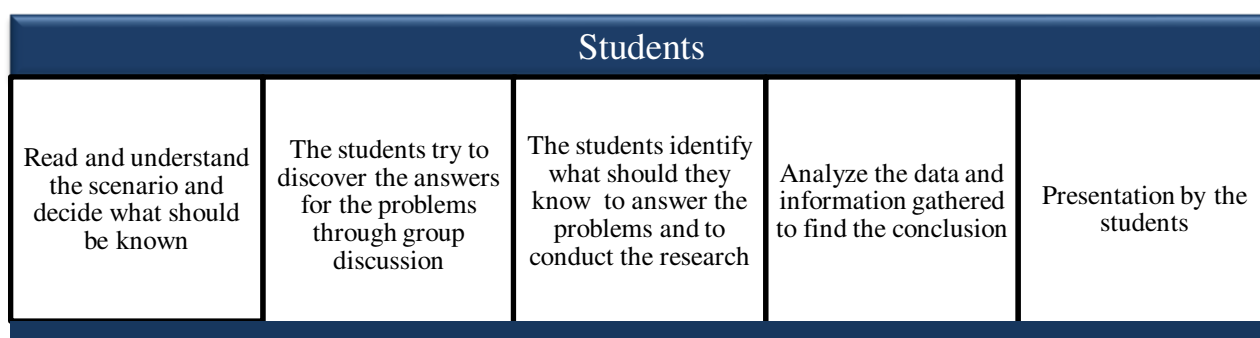 Students
Read and understand
the scenario and
decide what should
be known
The students try to
discover the answers
for the problems
through group
discussion
The students identify
what should they
know to answer the
problems and to
conduct the research
Analyze the data and
information gathered
to find the conclusion
Presentation by the
students